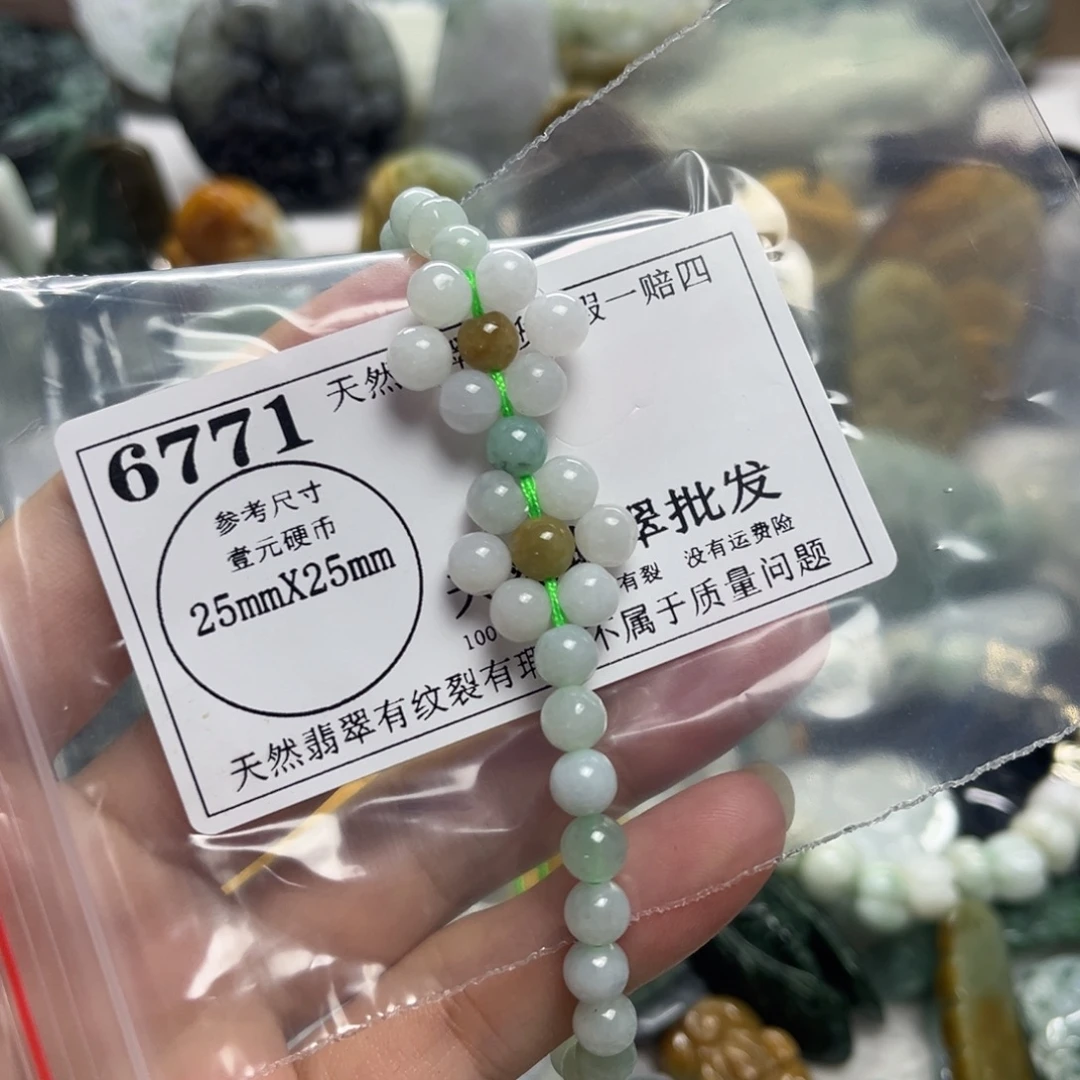 天然 假一赔四
6771
参考尺寸
壹元硬币
25mmX25mm
翠批发
100 有裂 没有运费险
天然翡翠有纹裂有瑕 不属于质量问题